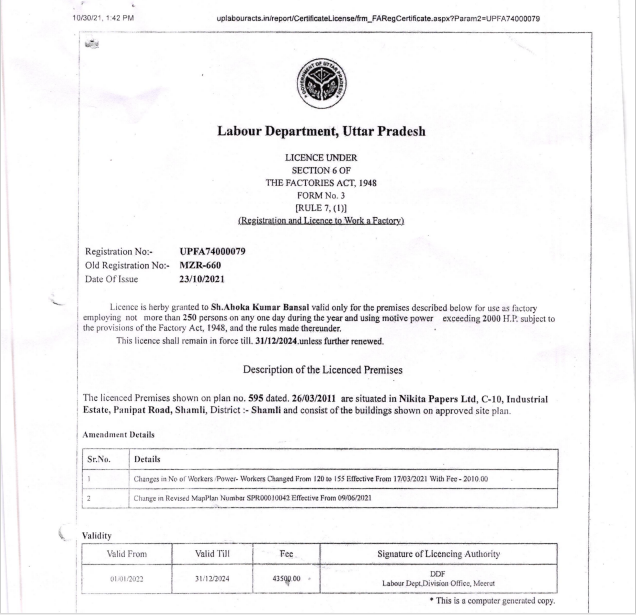 10/30/21, 1:42 PM
uplabouracts.in/report/CertificateLicense/frm_FARegCertificate.aspx?Param2=UPFA74000079
GOVERNMENT OF UTTAR PRADESH
Labour Department, Uttar Pradesh
LICENCE UNDER
SECTION 6 OF
THE FACTORIES ACT, 1948
FORM No. 3
[RULE 7, (1)]
(Registration and Licence to Work a Factory)
Registration No:- UPFA74000079
Old Registration No:- MZR-660
Date Of Issue 23/10/2021
Licence is herby granted to Sh.Ahoka Kumar Bansal valid only for the premises described below for use as factory
employing not more than 250 persons on any one day during the year and using motive power exceeding 2000 H.P. subject to
the provisions of the Factory Act, 1948, and the rules made thereunder.
This licence shall remain in force till. 31/12/2024.unless further renewed.
Description of the Licenced Premises
The licenced Premises shown on plan no. 595 dated. 26/03/2011 are situated in Nikita Papers Ltd, C-10, Industrial
Estate, Panipat Road, Shamli, District :- Shamli and consist of the buildings shown on approved site plan.
Amendment Details
Sr.No. Details
1 Changes in No of Workers /Power- Workers Changed From 120 to 155 Effective From 17/03/2021 With Fee - 2010.00
2 Change in Revised MapPlan Number SPR00010042 Effective From 09/06/2021
Validity
Valid From Valid Till Fee Signature of Licencing Authority
01/01/2022 31/12/2024 43500.00 DDF
Labour Dept,Division Office, Meerut
* This is a computer generated copy.